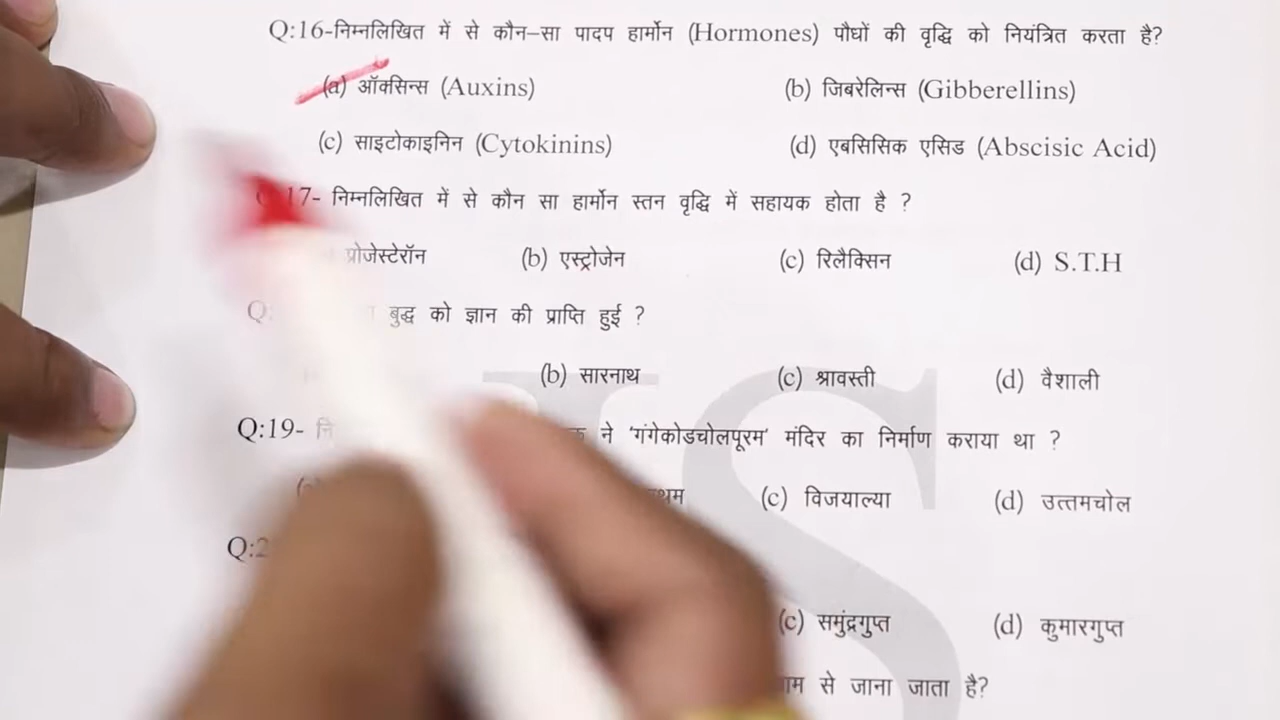 Q:16-निम्नलिखित में से कौन–सा पादप हार्मोन (Hormones) पौघों की वृद्धि को नियंत्रित करता है?
(a) ऑक्सिन्स (Auxins) (b) जिबरेलिन्स (Gibberellins)
(c) साइटोकाइनिन (Cytokinins) (d) एबसिसिक एसिड (Abscisic Acid)
17- निम्नलिखित में से कौन सा हार्मोन स्तन वृद्धि में सहायक होता है ?
प्रोजेस्टेरॉन (b) एस्ट्रोजेन (c) रिलैक्सिन (d) S.T.H
बुद्ध को ज्ञान की प्राप्ति हुई ?
(b) सारनाथ (c) श्रावस्ती (d) वैशाली
Q:19- ने 'गंगेकोडचोलपूरम' मंदिर का निर्माण कराया था ?
(c) विजयाल्या (d) उत्तमचोल
(c) समुंद्रगुप्त (d) कुमारगुप्त
से जाना जाता है?